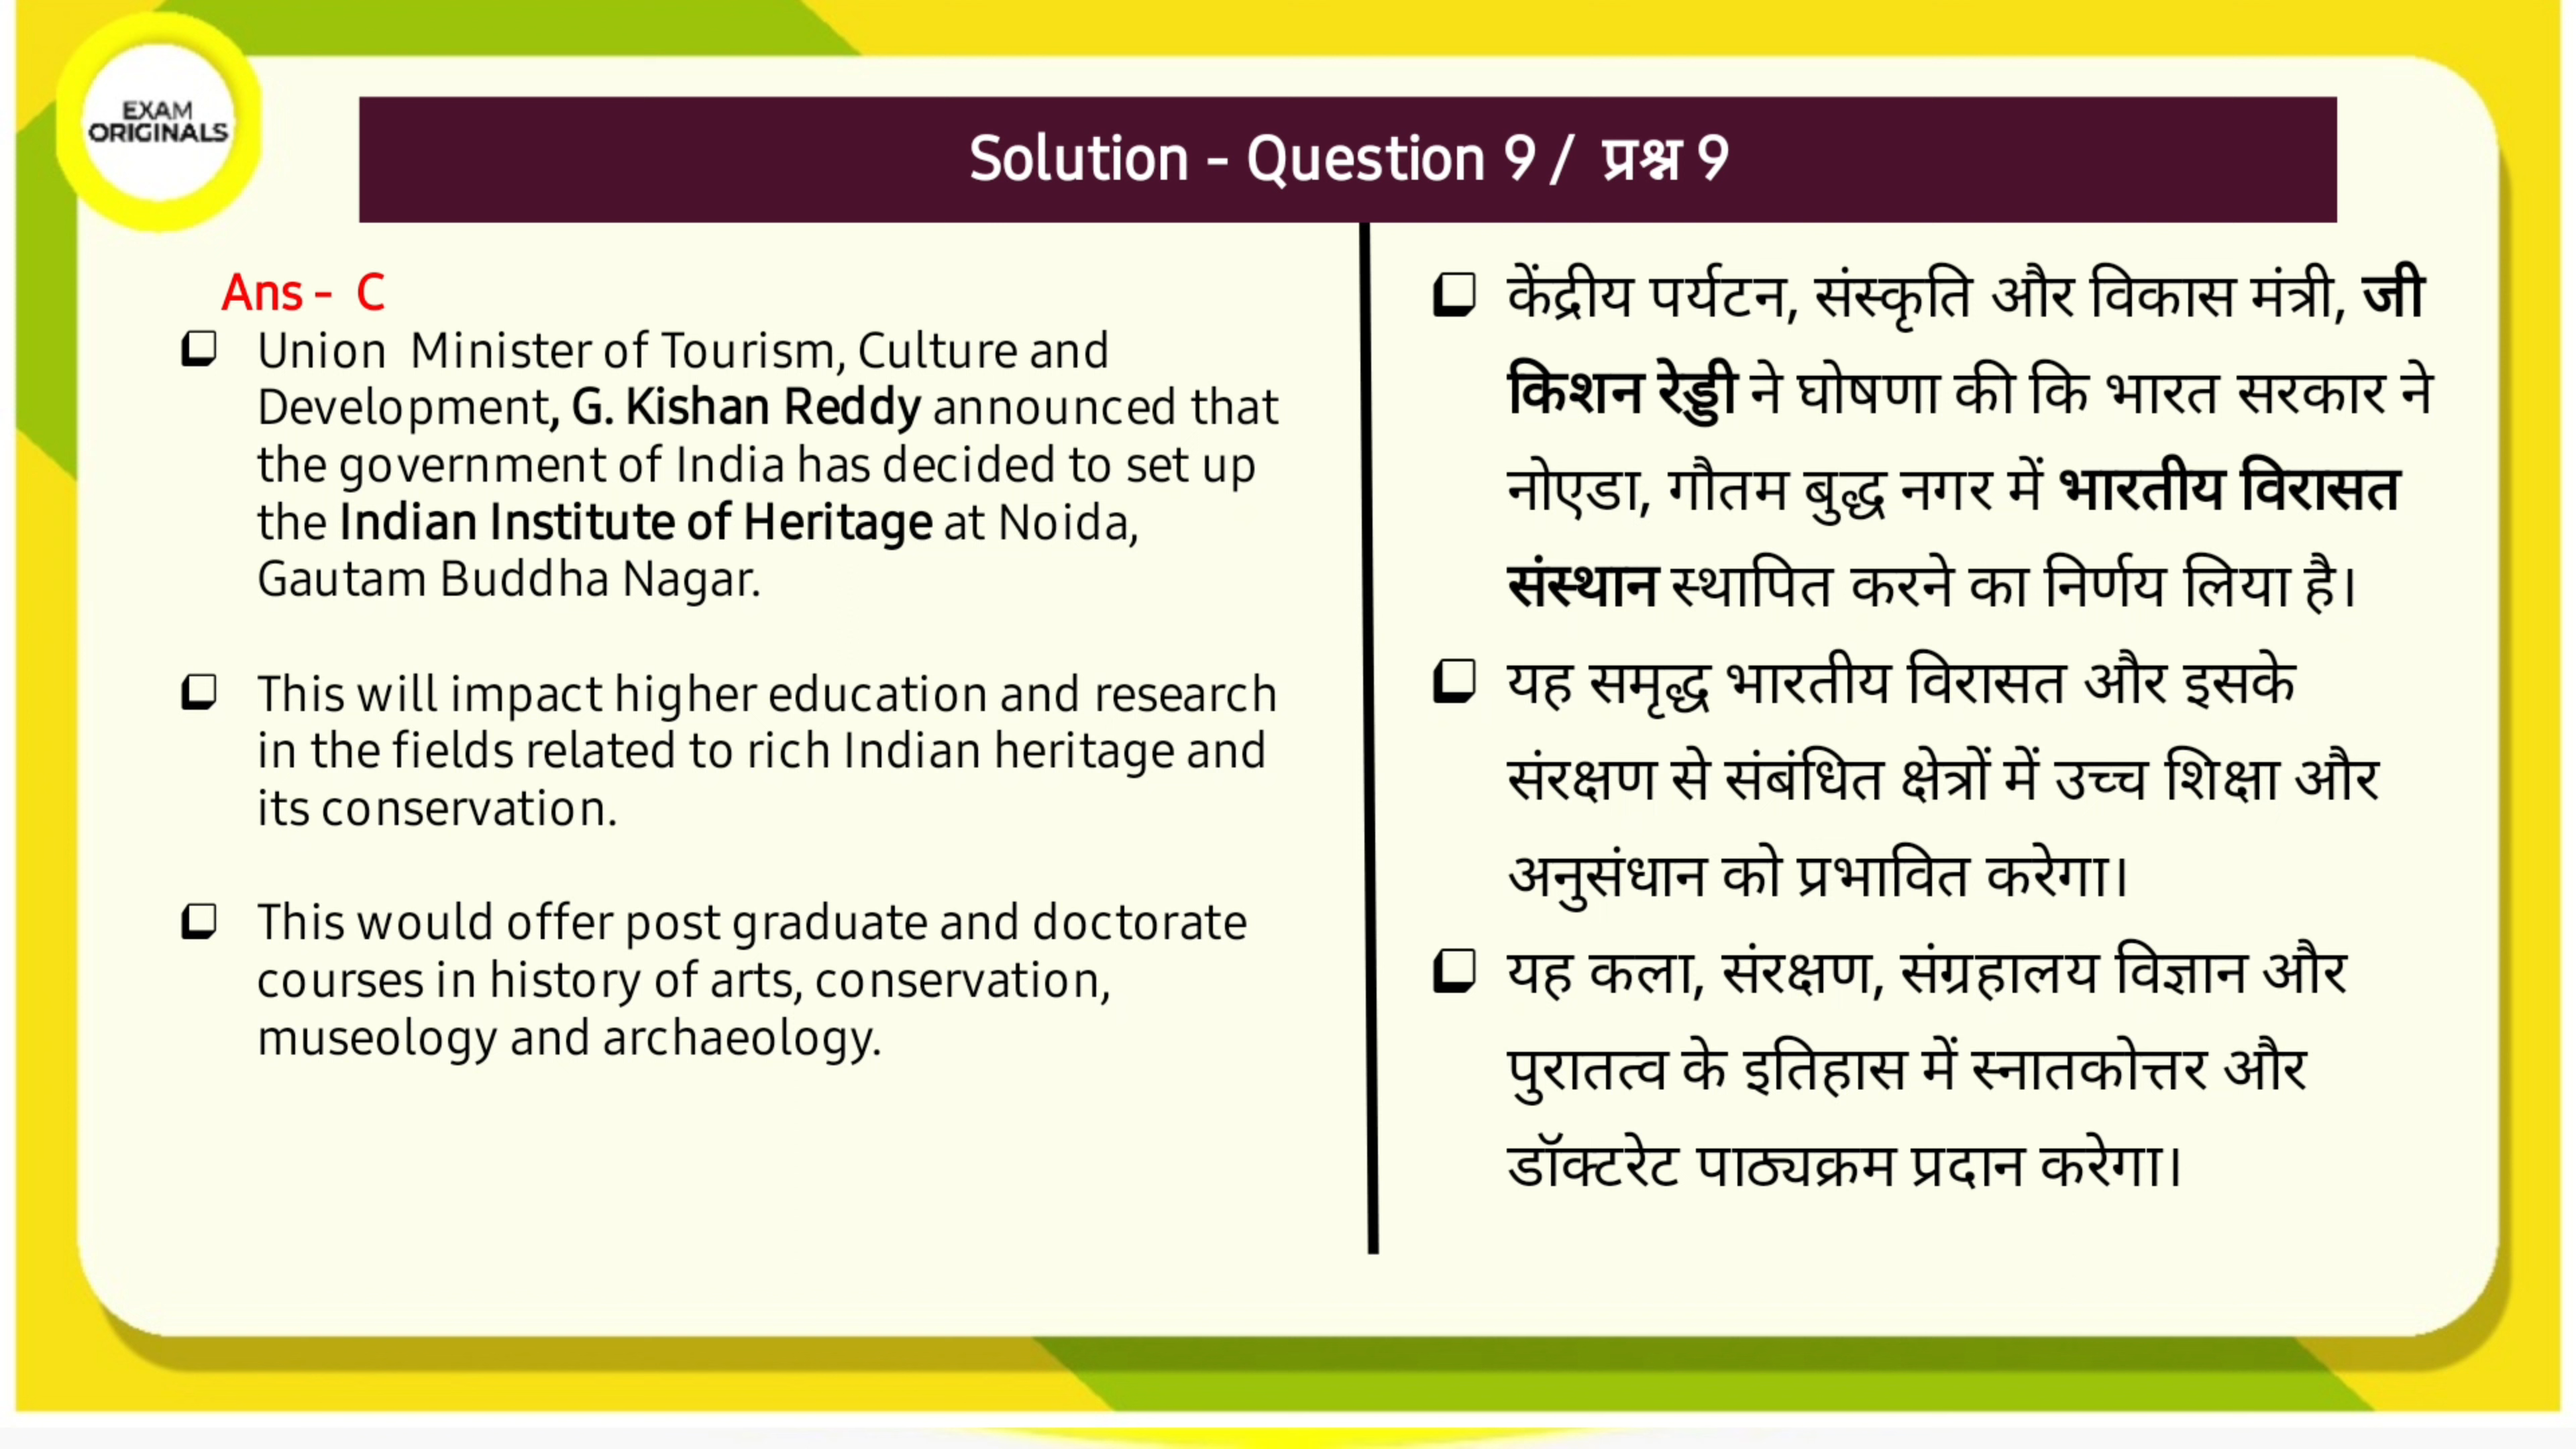 EXAM
ORIGINALS
Solution - Question 9 / प्रश्न 9
Ans - C
Union Minister of Tourism, Culture and
Development, G. Kishan Reddy announced that
the government of India has decided to set up
the Indian Institute of Heritage at Noida,
Gautam Buddha Nagar.
This will impact higher education and research
in the fields related to rich Indian heritage and
its conservation.
This would offer post graduate and doctorate
courses in history of arts, conservation,
museology and archaeology.
केंद्रीय पर्यटन, संस्कृति और विकास मंत्री, जी
किशन रेड्डी ने घोषणा की कि भारत सरकार ने
नोएडा, गौतम बुद्ध नगर में भारतीय विरासत
संस्थान स्थापित करने का निर्णय लिया है।
यह समृद्ध भारतीय विरासत और इसके
संरक्षण से संबंधित क्षेत्रों में उच्च शिक्षा और
अनुसंधान को प्रभावित करेगा।
यह कला, संरक्षण, संग्रहालय विज्ञान और
पुरातत्व के इतिहास में स्नातकोत्तर और
डॉक्टरेट पाठ्यक्रम प्रदान करेगा।